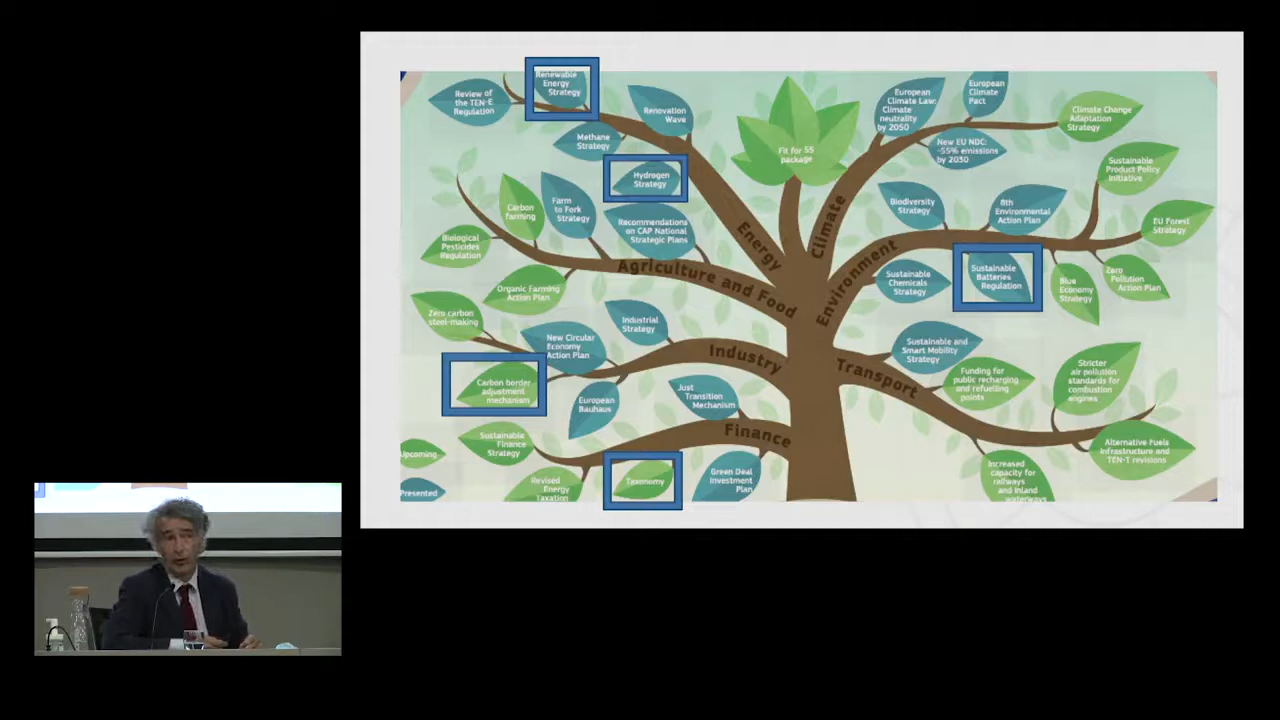 Renewable
Energy
Strategy
Review of
the TEN-E
Regulation
Renovation
Wave
Methane
Strategy
Hydrogen
Strategy
Energy
Fit for 55
package
European
Climate Law:
Climate
neutrality
by 2050
European
Climate
Pact
Climate Change
Adaptation
Strategy
New EU NDC:
-55% emissions
by 2030
Climate
Carbon
farming
Farm
to Fork
Strategy
Recommendations
on CAP National
Strategic Plans
Biological
Pesticides
Regulation
Organic Farming
Action Plan
Agriculture and Food
Sustainable
Product Policy
Initiative
Biodiversity
Strategy
8th
Environmental
Action Plan
EU Forest
Strategy
Sustainable
Chemicals
Strategy
Sustainable
Batteries
Regulation
Blue
Economy
Strategy
Zero
Pollution
Action Plan
Environment
Zero carbon
steel-making
Industrial
Strategy
New Circular
Economy
Action Plan
Carbon border
adjustment
mechanism
European
Bauhaus
Just
Transition
Mechanism
Industry
Sustainable and
Smart Mobility
Strategy
Funding for
public recharging
and refuelling
points
Stricter
air pollution
standards for
combustion
engines
Alternative Fuels
Infrastructure and
TEN-T revisions
Increased
capacity for
railways
and inland
waterways
Transport
Sustainable
Finance
Strategy
Revised
Energy
Taxation
Taxonomy
Green Deal
Investment
Plan
Finance
Upcoming
Presented